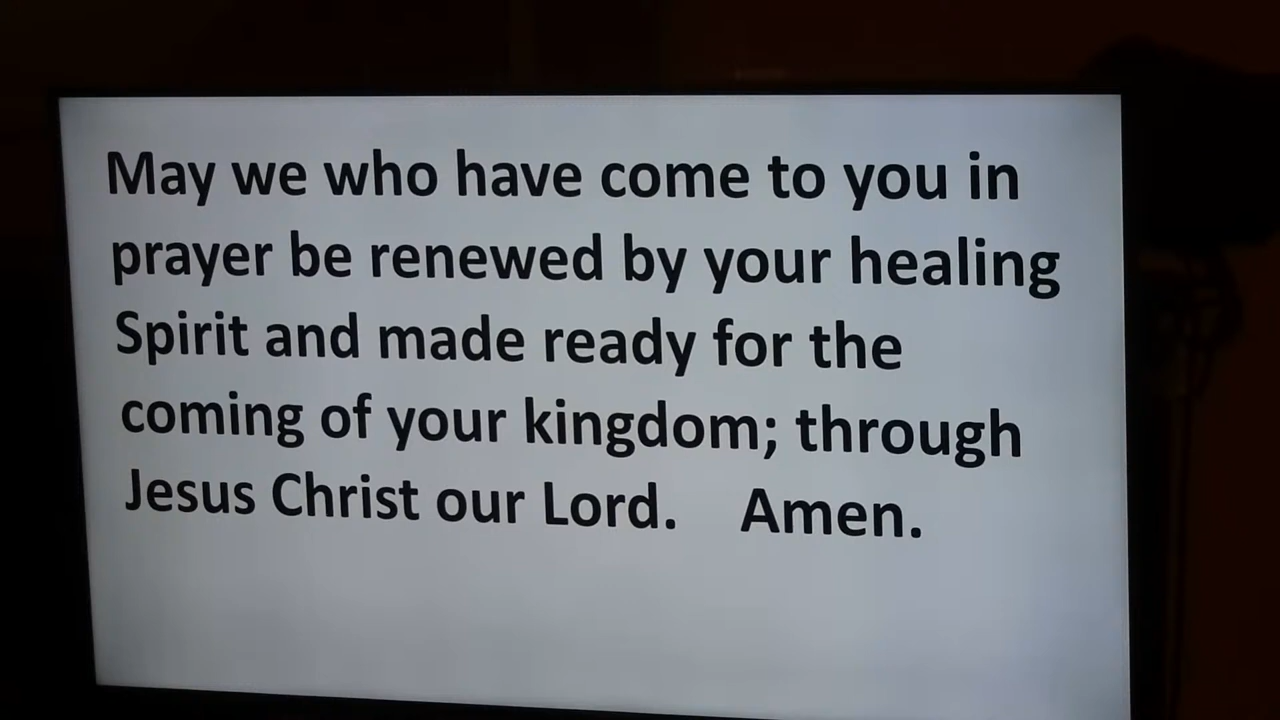 May we who have come to you in
prayer be renewed by your healing
Spirit and made ready for the
coming of your kingdom; through
Jesus Christ our Lord. Amen.